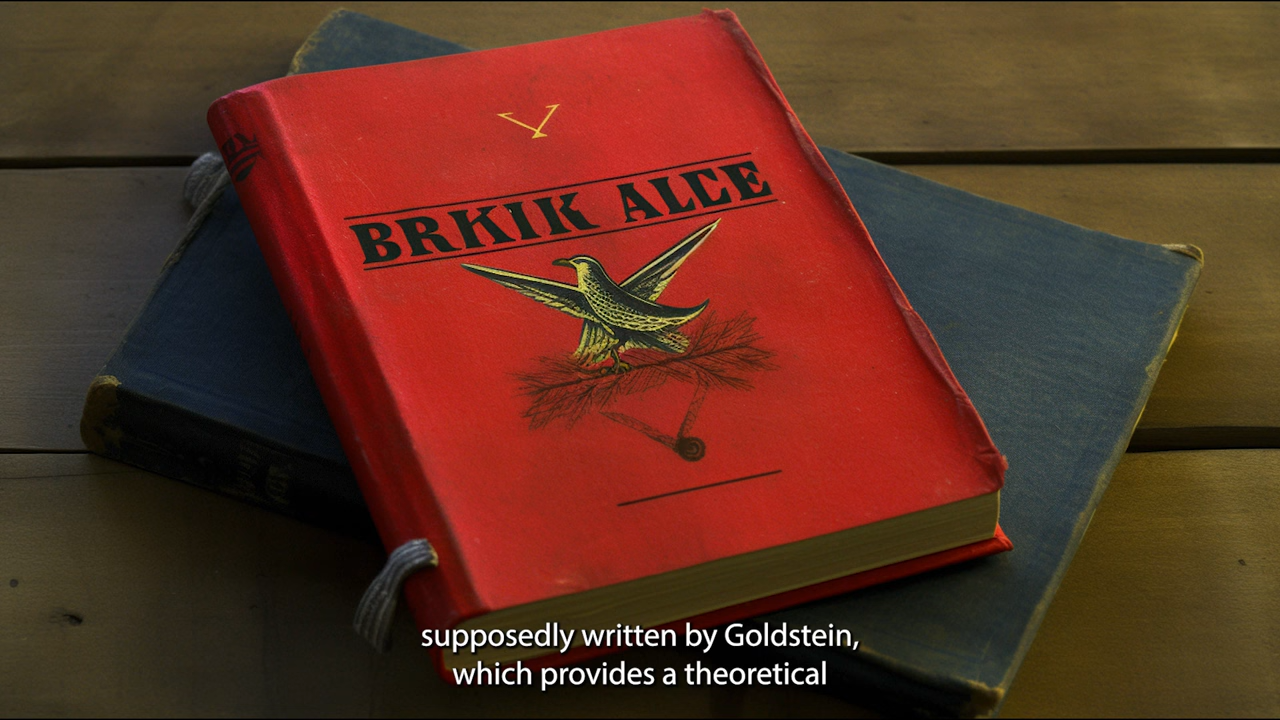 BRKIK ALCE
supposedly written by Goldstein,
which provides a theoretical